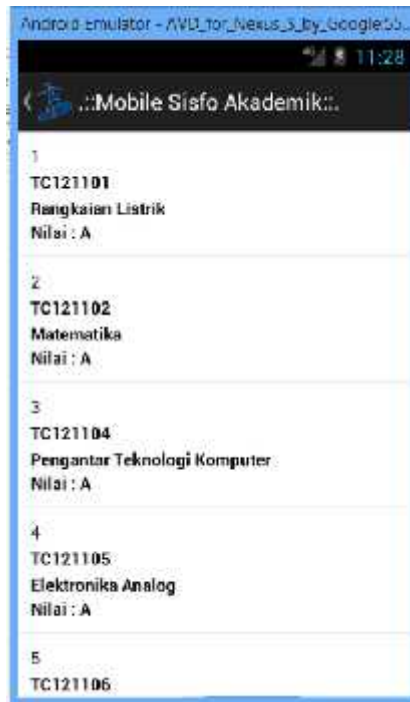 Android Emulator - AVD_for_Nexus_S_by_Google:55..
11:28
.::Mobile Sisfo Akademik::.
1
TC121101
Rangkaian Listrik
Nilai : A
2
TC121102
Matematika
Nilai : A
3
TC121104
Pengantar Teknologi Komputer
Nilai : A
4
TC121105
Elektronika Analog
Nilai : A
5
TC121106